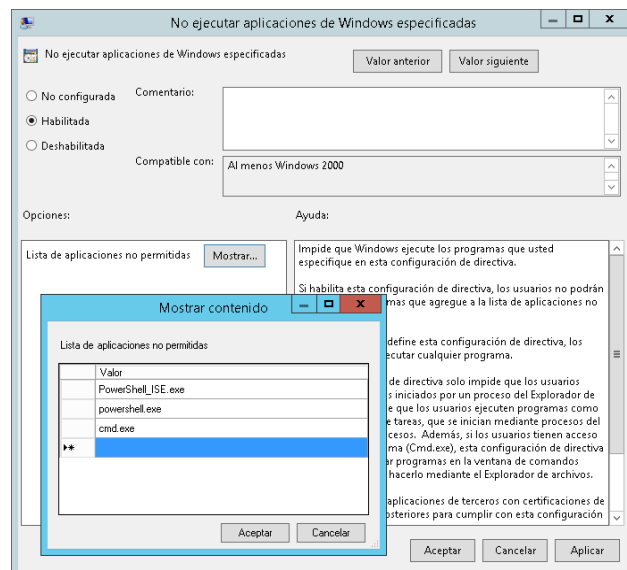 No ejecutar aplicaciones de Windows especificadas
No ejecutar aplicaciones de Windows especificadas
Valor anterior
Valor siguiente
No configurada
Comentario:
Habilitada
Deshabilitada
Compatible con:
Al menos Windows 2000
Opciones:
Ayuda:
Lista de aplicaciones no permitidas
Mostrar...
Impide que Windows ejecute los programas que usted
especifique en esta configuración de directiva.
Si habilita esta configuración de directiva, los usuarios no podrán
mas que agregue a la lista de aplicaciones no
define esta configuración de directiva, los
ecutar cualquier programa.
de directiva solo impide que los usuarios
s iniciados por un proceso del Explorador de
e que los usuarios ejecuten programas como
e tareas, que se inician mediante procesos del
cesos. Además, si los usuarios tienen acceso
ma (Cmd.exe), esta configuración de directiva
ar programas en la ventana de comandos
hacerlo mediante el Explorador de archivos.
aplicaciones de terceros con certificaciones de
osteriores para cumplir con esta configuración
Mostrar contenido
Lista de aplicaciones no permitidas
Valor
PowerShell_ISE.exe
powershell.exe
cmd.exe
Aceptar
Cancelar
Aceptar
Cancelar
Aplicar